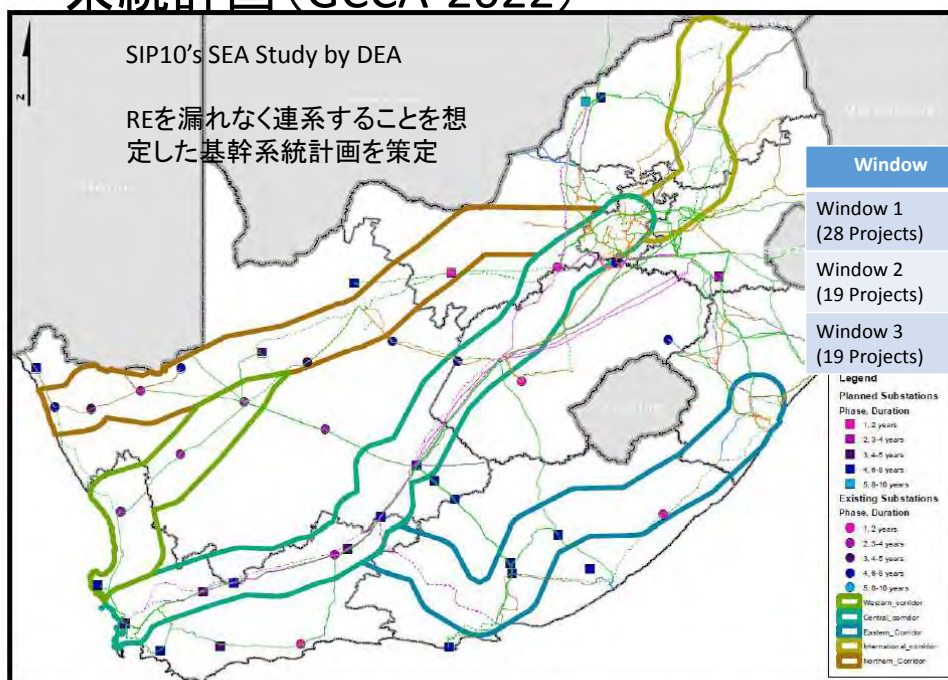 系統計画(GCCA-2022)
SIP10's SEA Study by DEA
REを漏れなく連系することを想
定した基幹系統計画を策定
Window
Window 1
(28 Projects)
Window 2
(19 Projects)
Window 3
(19 Projects)
Legend
Planned Substations
Phase, Duration
1, 2 years
2, 3-4 years
3, 4-5 years
4, 6-8 years
5, 8-10 years
Existing Substations
Phase, Duration
1, 2 years
2, 3-4 years
3, 4-5 years
4, 6-8 years
5, 8-10 years
Western_corridor
Central_corridor
Eastern_Corridor
International_corridor
Northern_Corridor